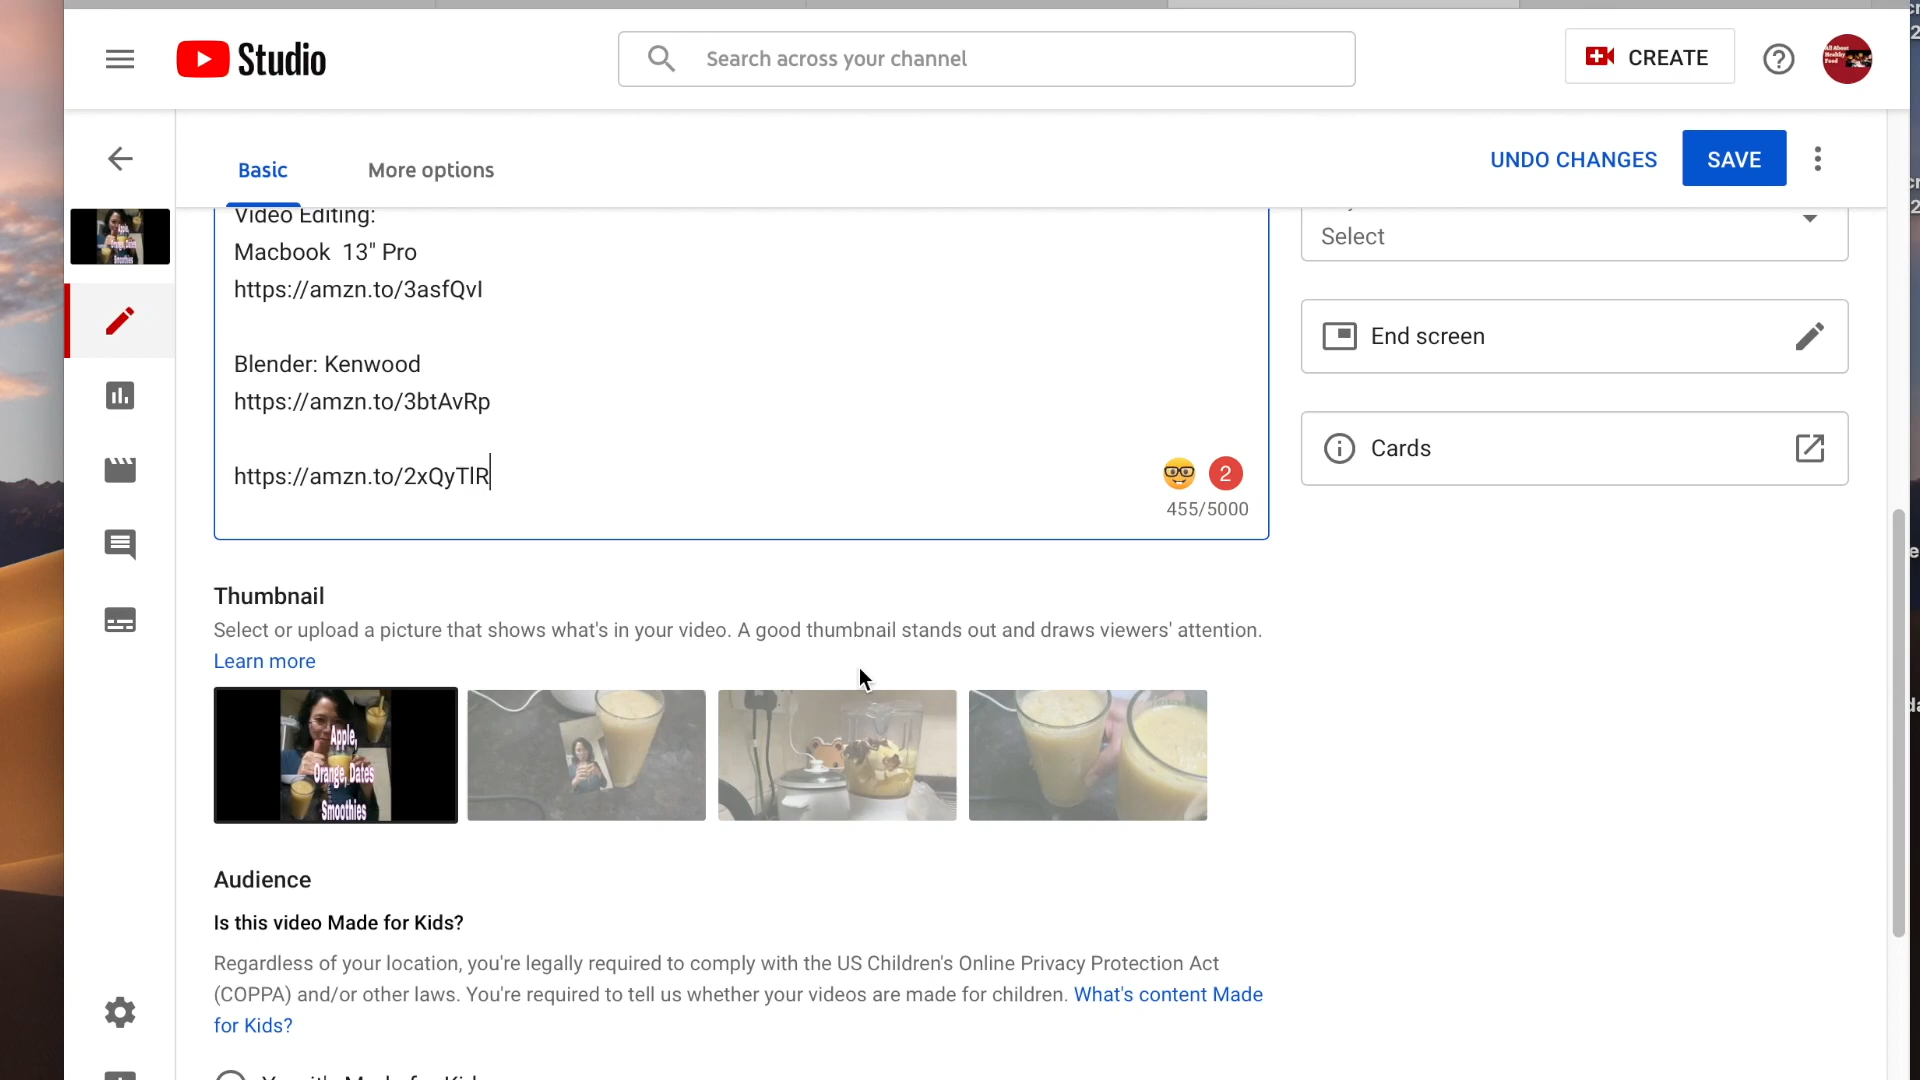 Studio
Search across your channel
CREATE
Basic
More options
UNDO CHANGES
SAVE
Video Editing:
Macbook 13" Pro
https://amzn.to/3asfQvI
Blender: Kenwood
https://amzn.to/3btAvRp
https://amzn.to/2xQyTlR
2
455/5000
Select
End screen
Cards
Thumbnail
Select or upload a picture that shows what's in your video. A good thumbnail stands out and draws viewers' attention.
Learn more
Apple,
Orange, Dates
Smoothies
Audience
Is this video Made for Kids?
Regardless of your location, you're legally required to comply with the US Children's Online Privacy Protection Act
(COPPA) and/or other laws. You're required to tell us whether your videos are made for children. What's content Made
for Kids?